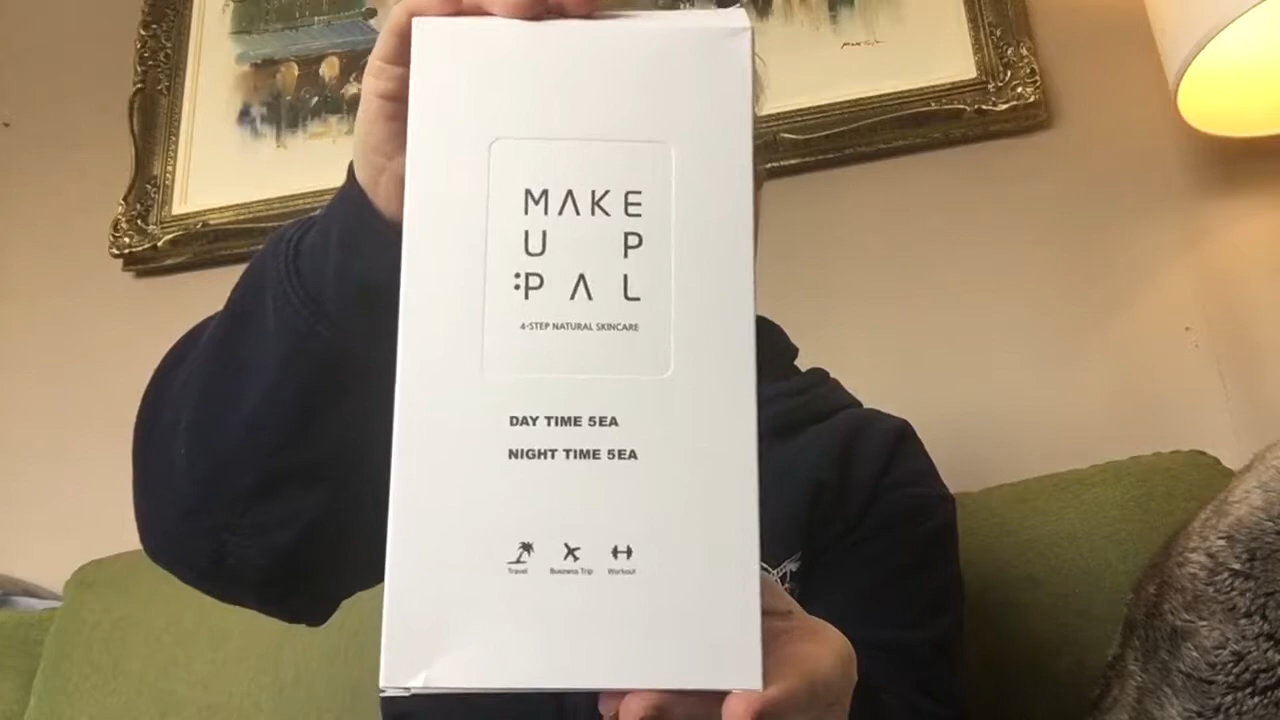 MAKE
U P
:PAL
4-STEP NATURAL SKINCARE
DAY TIME 5EA
NIGHT TIME 5EA
Travel Business Trip Workout